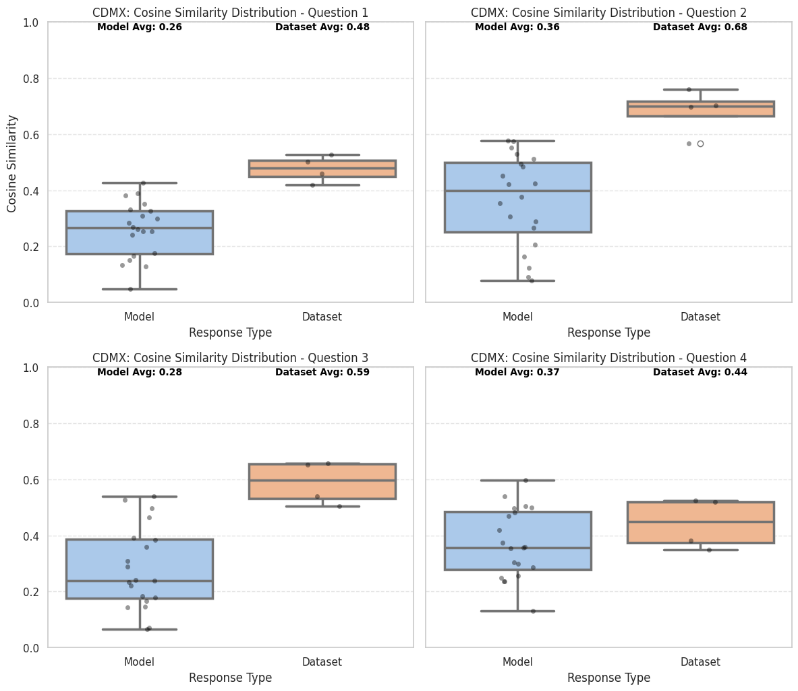 CDMX: Cosine Similarity Distribution - Question 1
Model Avg: 0.26
Dataset Avg: 0.48
1.0
0.8
0.6
0.4
0.2
0.0
Cosine Similarity
Model
Dataset
Response Type
CDMX: Cosine Similarity Distribution - Question 2
Model Avg: 0.36
Dataset Avg: 0.68
Model
Dataset
Response Type
CDMX: Cosine Similarity Distribution - Question 3
Model Avg: 0.28
Dataset Avg: 0.59
1.0
0.8
0.6
0.4
0.2
0.0
Model
Dataset
Response Type
CDMX: Cosine Similarity Distribution - Question 4
Model Avg: 0.37
Dataset Avg: 0.44
Model
Dataset
Response Type